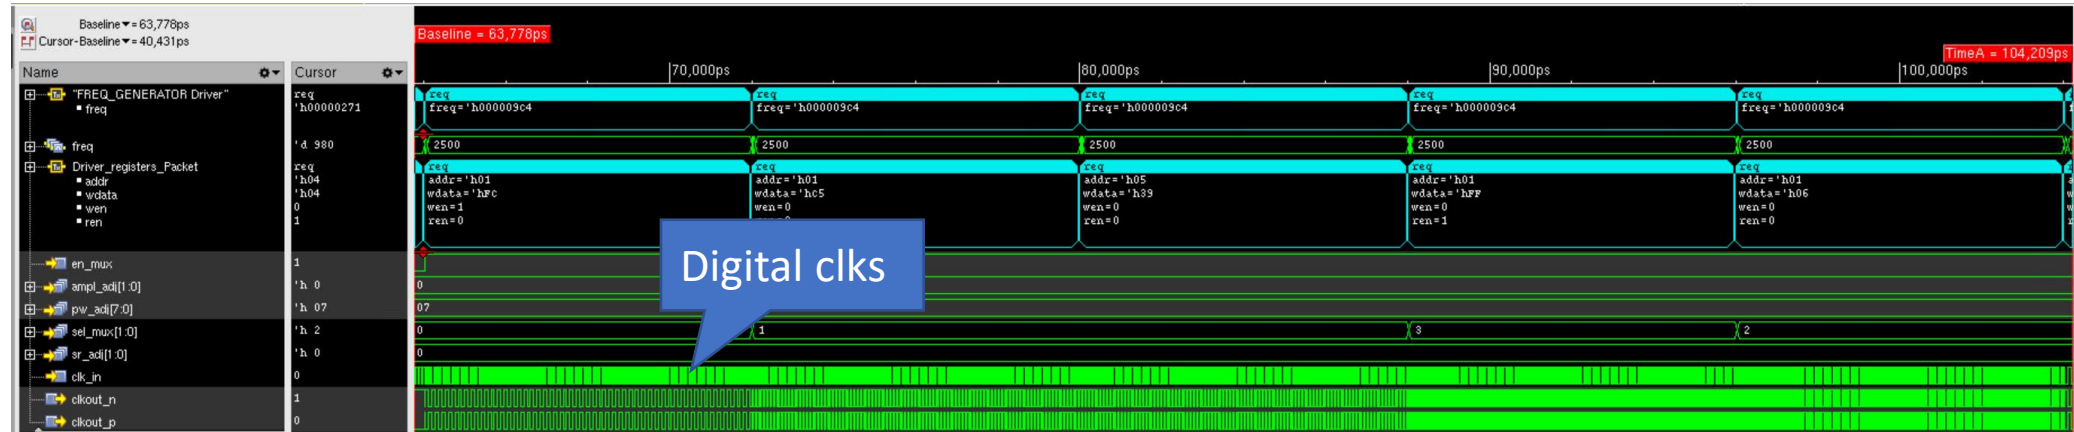 Baseline = 63,778ps
Cursor-Baseline = 40,431ps
Baseline = 63,778ps
TimeA = 104,209ps
Name Cursor 70,000ps 80,000ps 90,000ps 100,000ps
"FREQ_GENERATOR Driver" req req req req req req
freq 'h00000271 freq='h000009c4 freq='h000009c4 freq='h000009c4 freq='h000009c4 freq='h000009c4
freq 'd 980 2500 2500 2500 2500 2500
Driver_registers_Packet req req req req req req
addr 'h04 addr='h01 addr='h01 addr='h05 addr='h01 addr='h01
wdata 'h04 wdata='hFC wdata='hC5 wdata='h39 wdata='hFF wdata='h06
wen 0 wen=1 wen=0 wen=0 wen=0 wen=0
ren 1 ren=0 ren=0 ren=1 ren=0
Digital clks
en_mux 1
ampl_adj[1:0] 'h 0 0
pw_adj[7:0] 'h 07 07
sel_mux[1:0] 'h 2 0 1 3 2
sr_adj[1:0] 'h 0 0
clk_in 0
clkout_n 1
clkout_p 0